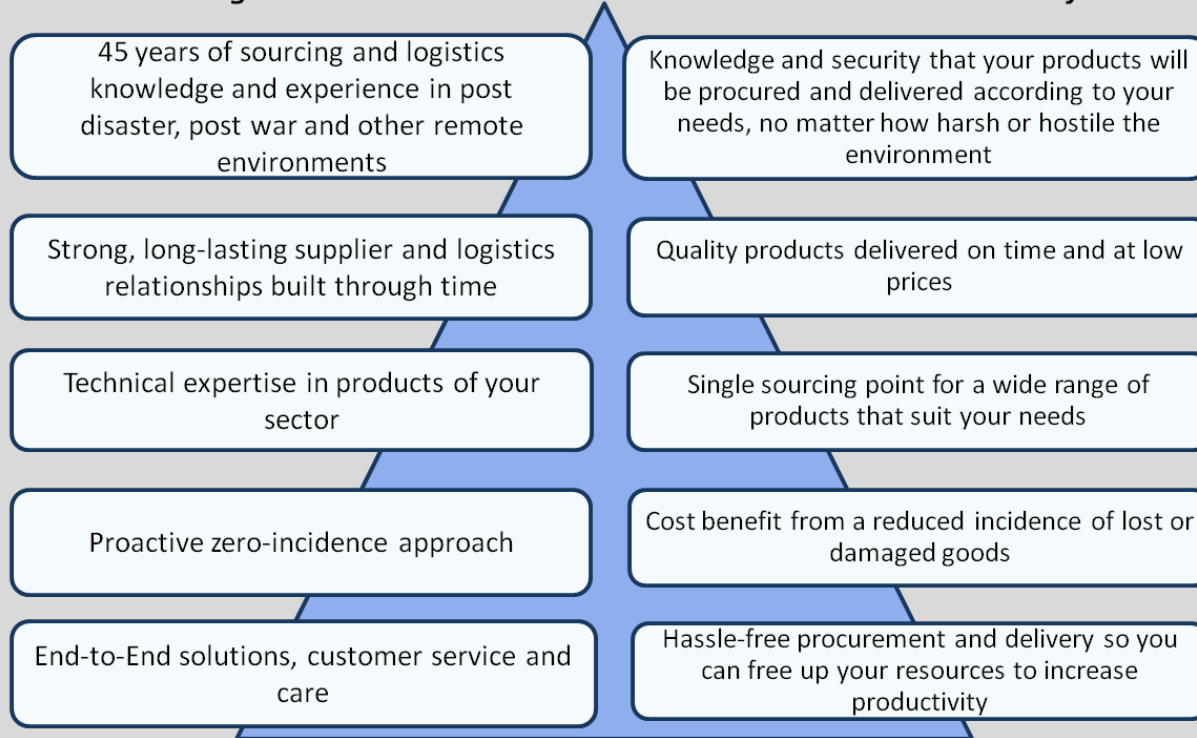 45 years of sourcing and logistics
knowledge and experience in post
disaster, post war and other remote
environments
Knowledge and security that your products will
be procured and delivered according to your
needs, no matter how harsh or hostile the
environment
Strong, long-lasting supplier and logistics
relationships built through time
Quality products delivered on time and at low
prices
Technical expertise in products of your
sector
Single sourcing point for a wide range of
products that suit your needs
Proactive zero-incidence approach
Cost benefit from a reduced incidence of lost or
damaged goods
End-to-End solutions, customer service and
care
Hassle-free procurement and delivery so you
can free up your resources to increase
productivity